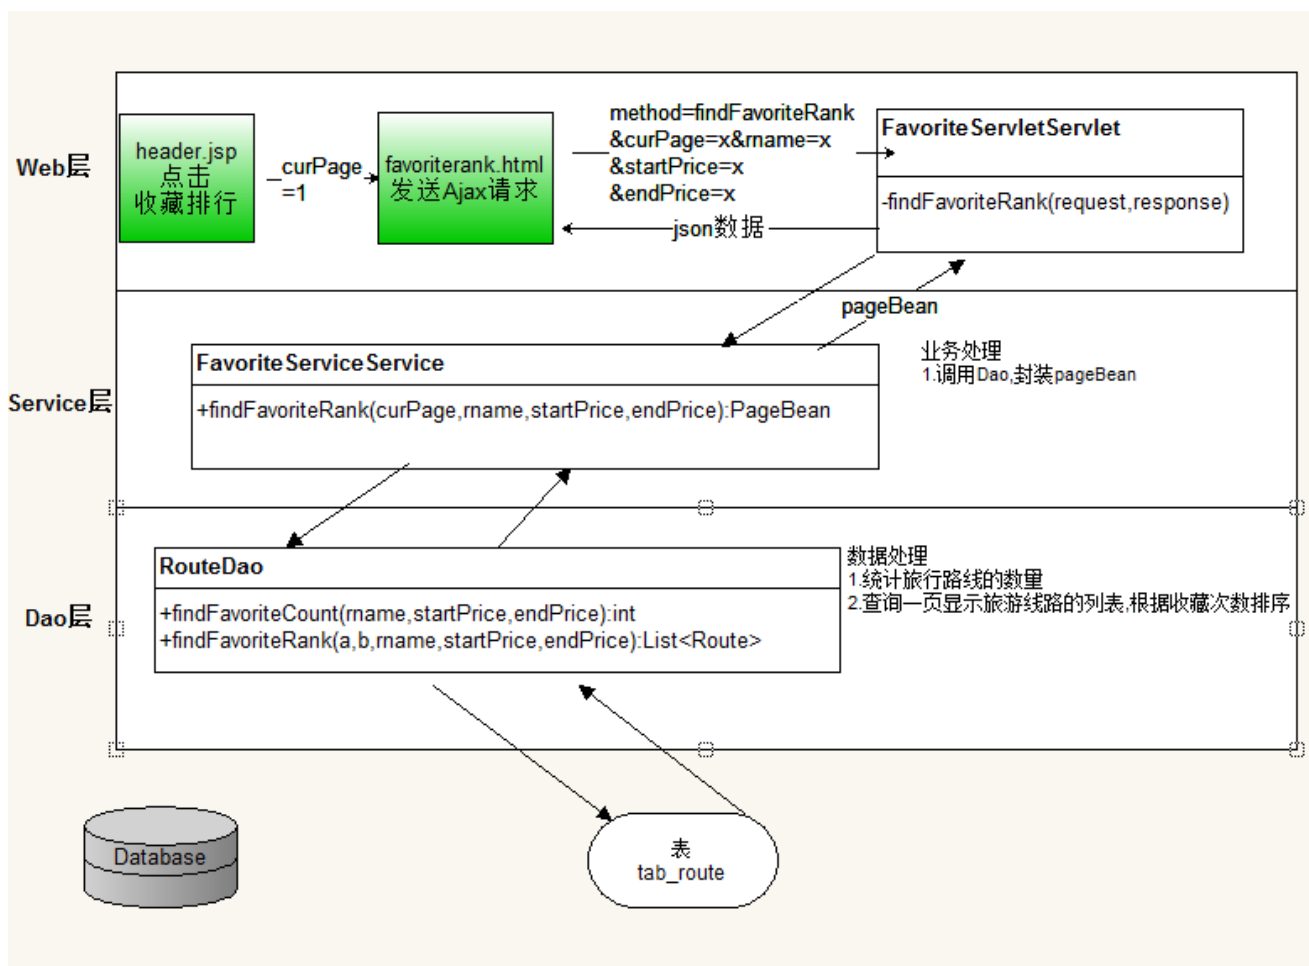 Web层
header.jsp
点击
收藏排行
curPage
=1
favoriterank.html
发送Ajax请求
method=findFavoriteRank
&curPage=x&rname=x
&startPrice=x
&endPrice=x
json数据
FavoriteServletServlet
-findFavoriteRank(request,response)
pageBean
Service层
FavoriteServiceService
+findFavoriteRank(curPage,rname,startPrice,endPrice):PageBean
业务处理
1.调用Dao,封装pageBean
Dao层
RouteDao
+findFavoriteCount(rname,startPrice,endPrice):int
+findFavoriteRank(a,b,rname,startPrice,endPrice):List<Route>
数据处理
1.统计旅行路线的数量
2.查询一页显示旅游线路的列表,根据收藏次数排序
Database
表
tab_route